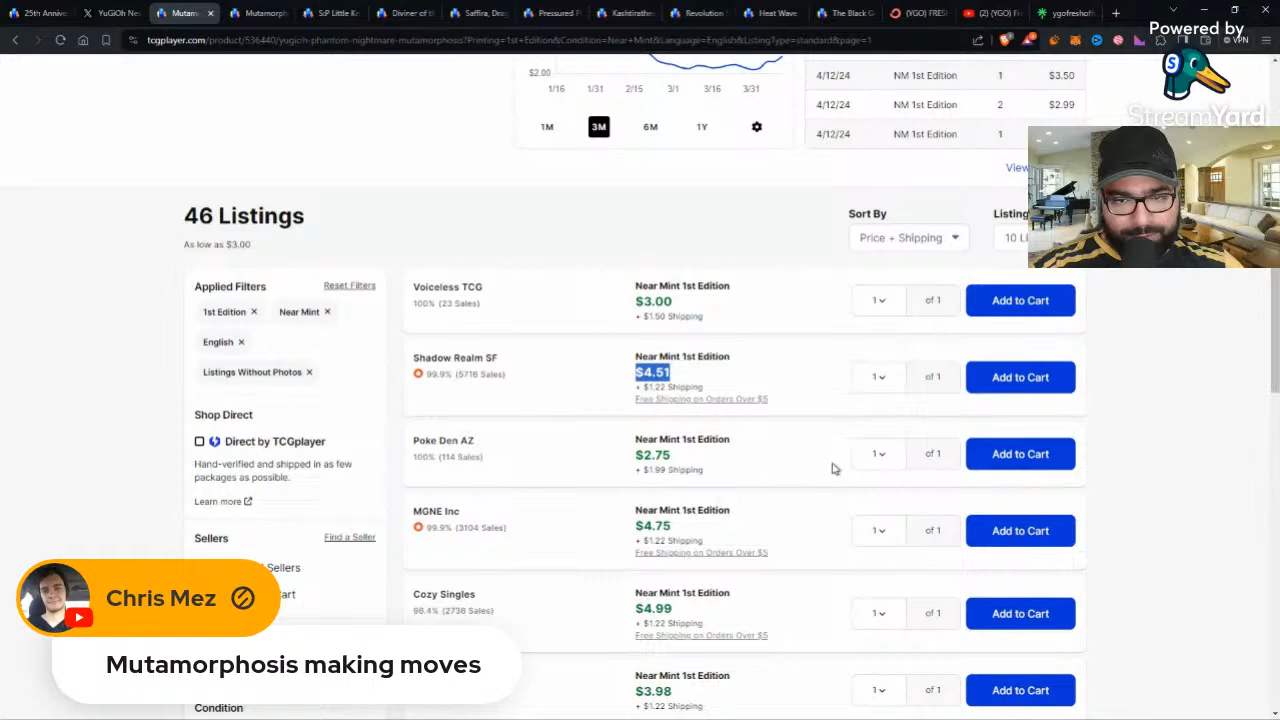 25th Annive
YuGiOh Ne
Mutam
Mutamorph
S:P Little Kn
Diviner of th
Saffira, Drag
Pressured P
Kashtirathe
Revolution
Heat Wave
The Black G
(YGO) FRES
(YGO) F
ygofreshoff
tcgplayer.com/product/536440/yugioh-phantom-nightmare-mutamorphosis?Printing=1st+Edition&Condition=Near+Mint&Language=English&ListingType=standard&page=1
VPN
Powered by
StreamYard
$2.00
1/16 1/31 2/15 3/1 3/16 3/31
1M 3M 6M 1Y
4/12/24 NM 1st Edition 1 $3.50
4/12/24 NM 1st Edition 2 $2.99
4/12/24 NM 1st Edition 1
View
46 Listings
As low as $3.00
Sort By
Price + Shipping
Listing
10 Li
Applied Filters Reset Filters
1st Edition × Near Mint ×
English ×
Listings Without Photos ×
Shop Direct
Direct by TCGplayer
Hand-verified and shipped in as few
packages as possible.
Learn more
Sellers Find a Seller
Sellers
art
Condition
Voiceless TCG
100% (23 Sales)
Near Mint 1st Edition
$3.00
+ $1.50 Shipping
1 of 1 Add to Cart
Shadow Realm SF
99.9% (5716 Sales)
Near Mint 1st Edition
$4.51
+ $1.22 Shipping
Free Shipping on Orders Over $5
1 of 1 Add to Cart
Poke Den AZ
100% (114 Sales)
Near Mint 1st Edition
$2.75
+ $1.99 Shipping
1 of 1 Add to Cart
MGNE Inc
99.9% (3104 Sales)
Near Mint 1st Edition
$4.75
+ $1.22 Shipping
Free Shipping on Orders Over $5
1 of 1 Add to Cart
Cozy Singles
98.4% (2736 Sales)
Near Mint 1st Edition
$4.99
+ $1.22 Shipping
Free Shipping on Orders Over $5
1 of 1 Add to Cart
Near Mint 1st Edition
$3.98
+ $1.22 Shipping
1 of 1 Add to Cart
Chris Mez
Mutamorphosis making moves